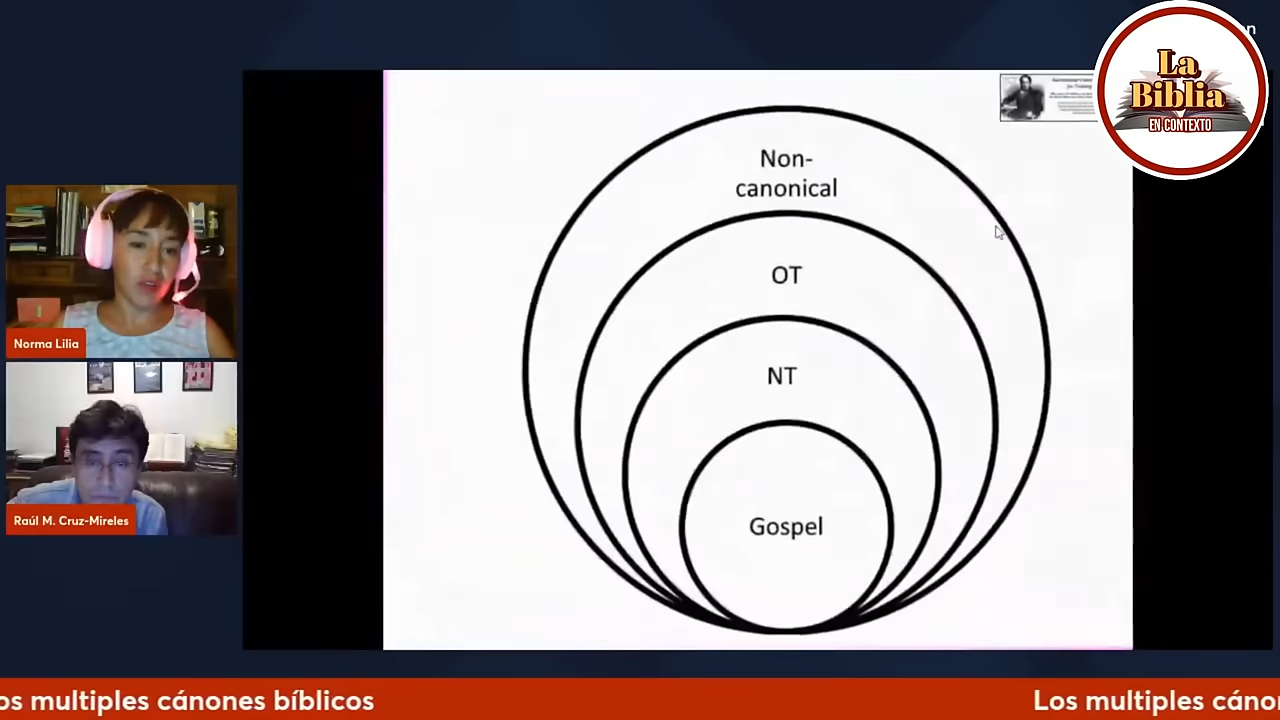 on
La
Biblia
EN CONTEXTO
Non-
canonical
OT
NT
Gospel
Norma Lilia
Raúl M. Cruz-Mireles
os multiples cánones bíblicos
Los multiples cánon